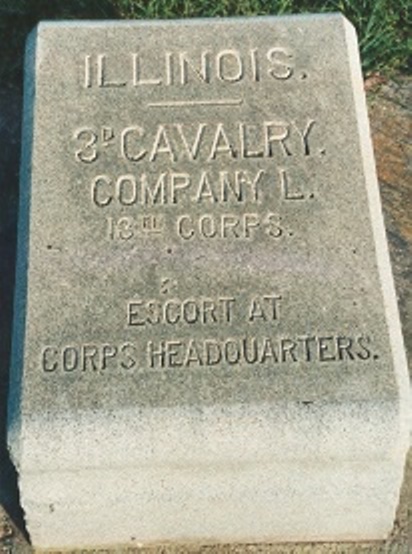 ILLINOIS.
3D CAVALRY.
COMPANY L.
13TH CORPS.
ESCORT AT
CORPS HEADQUARTERS.